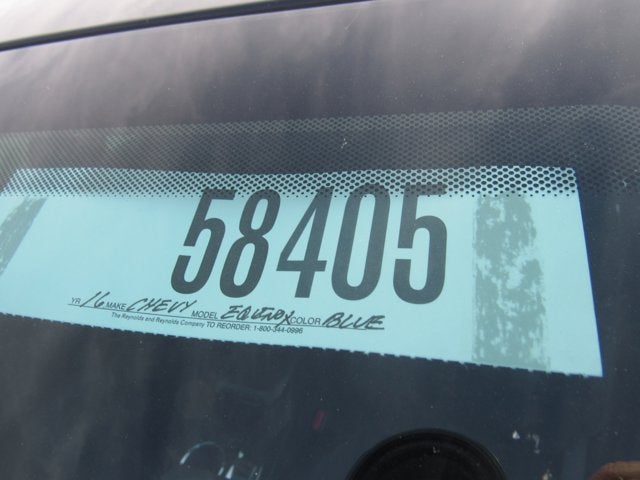 58405
YR 16 MAKE CHEVY MODEL EQUINOX COLOR BLUE
The Reynolds and Reynolds Company TO REORDER: 1-800-344-0996